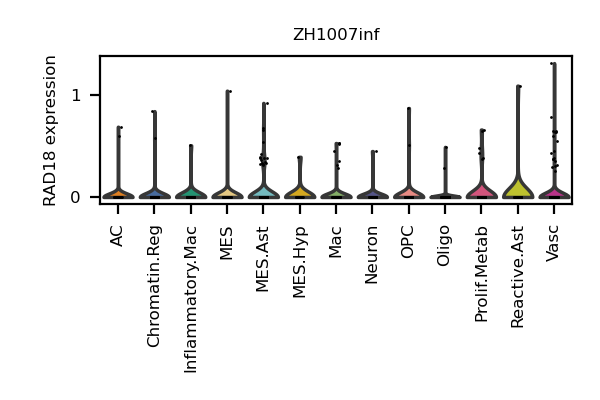 ZH1007inf
RAD18 expression
1
0
AC
Chromatin.Reg
Inflammatory.Mac
MES
MES.Ast
MES.Hyp
Mac
Neuron
OPC
Oligo
Prolif.Metab
Reactive.Ast
Vasc